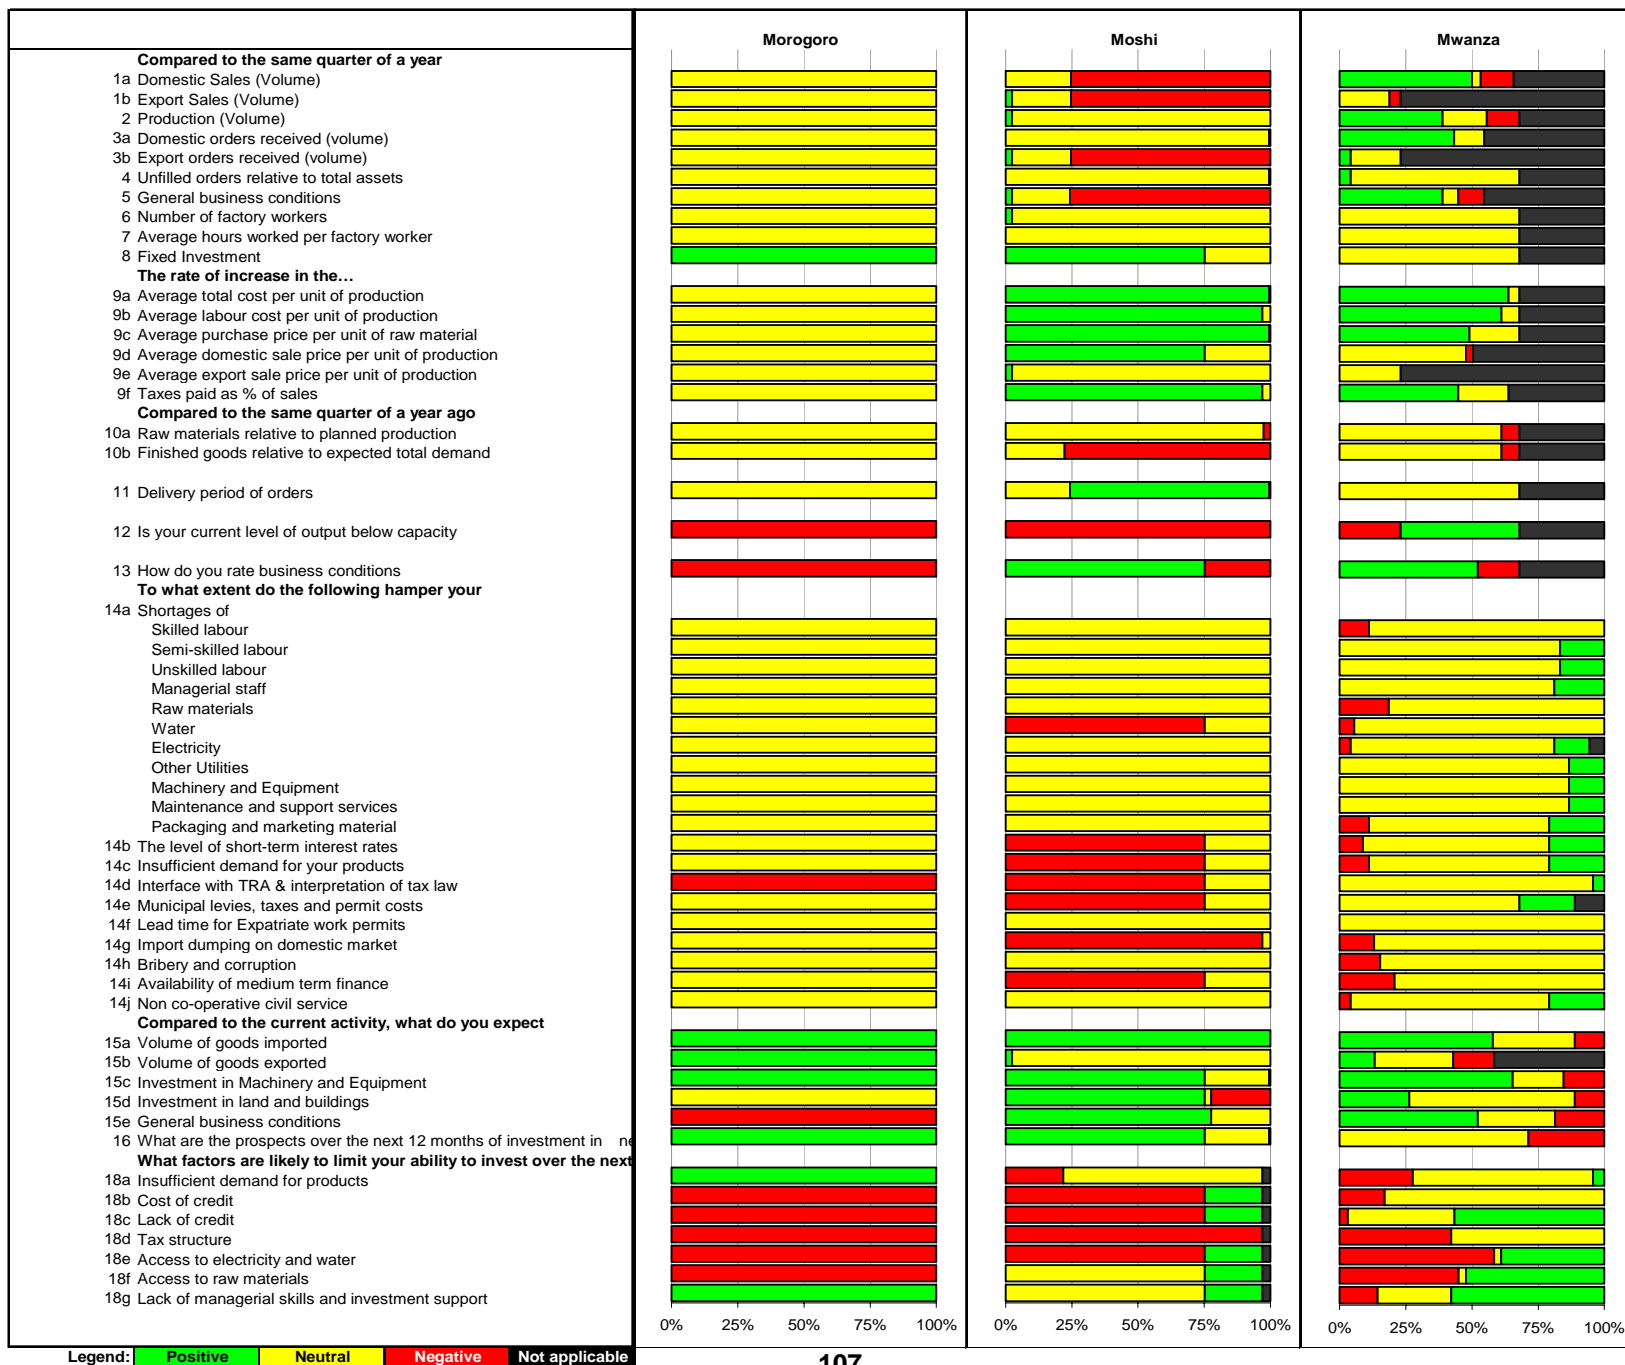 Morogoro Moshi Mwanza
Compared to the same quarter of a year
1a Domestic Sales (Volume)
1b Export Sales (Volume)
2 Production (Volume)
3a Domestic orders received (volume)
3b Export orders received (volume)
4 Unfilled orders relative to total assets
5 General business conditions
6 Number of factory workers
7 Average hours worked per factory worker
8 Fixed Investment
The rate of increase in the…
9a Average total cost per unit of production
9b Average labour cost per unit of production
9c Average purchase price per unit of raw material
9d Average domestic sale price per unit of production
9e Average export sale price per unit of production
9f Taxes paid as % of sales
Compared to the same quarter of a year ago
10a Raw materials relative to planned production
10b Finished goods relative to expected total demand
11 Delivery period of orders
12 Is your current level of output below capacity
13 How do you rate business conditions
To what extent do the following hamper your
14a Shortages of
Skilled labour
Semi-skilled labour
Unskilled labour
Managerial staff
Raw materials
Water
Electricity
Other Utilities
Machinery and Equipment
Maintenance and support services
Packaging and marketing material
14b The level of short-term interest rates
14c Insufficient demand for your products
14d Interface with TRA & interpretation of tax law
14e Municipal levies, taxes and permit costs
14f Lead time for Expatriate work permits
14g Import dumping on domestic market
14h Bribery and corruption
14i Availability of medium term finance
14j Non co-operative civil service
Compared to the current activity, what do you expect
15a Volume of goods imported
15b Volume of goods exported
15c Investment in Machinery and Equipment
15d Investment in land and buildings
15e General business conditions
16 What are the prospects over the next 12 months of investment in ne
What factors are likely to limit your ability to invest over the next
18a Insufficient demand for products
18b Cost of credit
18c Lack of credit
18d Tax structure
18e Access to electricity and water
18f Access to raw materials
18g Lack of managerial skills and investment support
0% 25% 50% 75% 100% 0% 25% 50% 75% 100% 0% 25% 50% 75% 100%
Legend: Positive Neutral Negative Not applicable
107